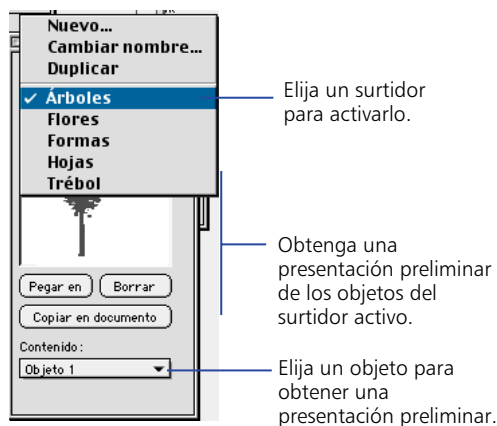 Nuevo...
Cambiar nombre...
Duplicar
✓ Árboles
Flores
Formas
Hojas
Trébol
Pegar en
Borrar
Copiar en documento
Contenido:
Objeto 1
Elija un surtidor
para activarlo.
Obtenga una
presentación preliminar
de los objetos del
surtidor activo.
Elija un objeto para
obtener una
presentación preliminar.